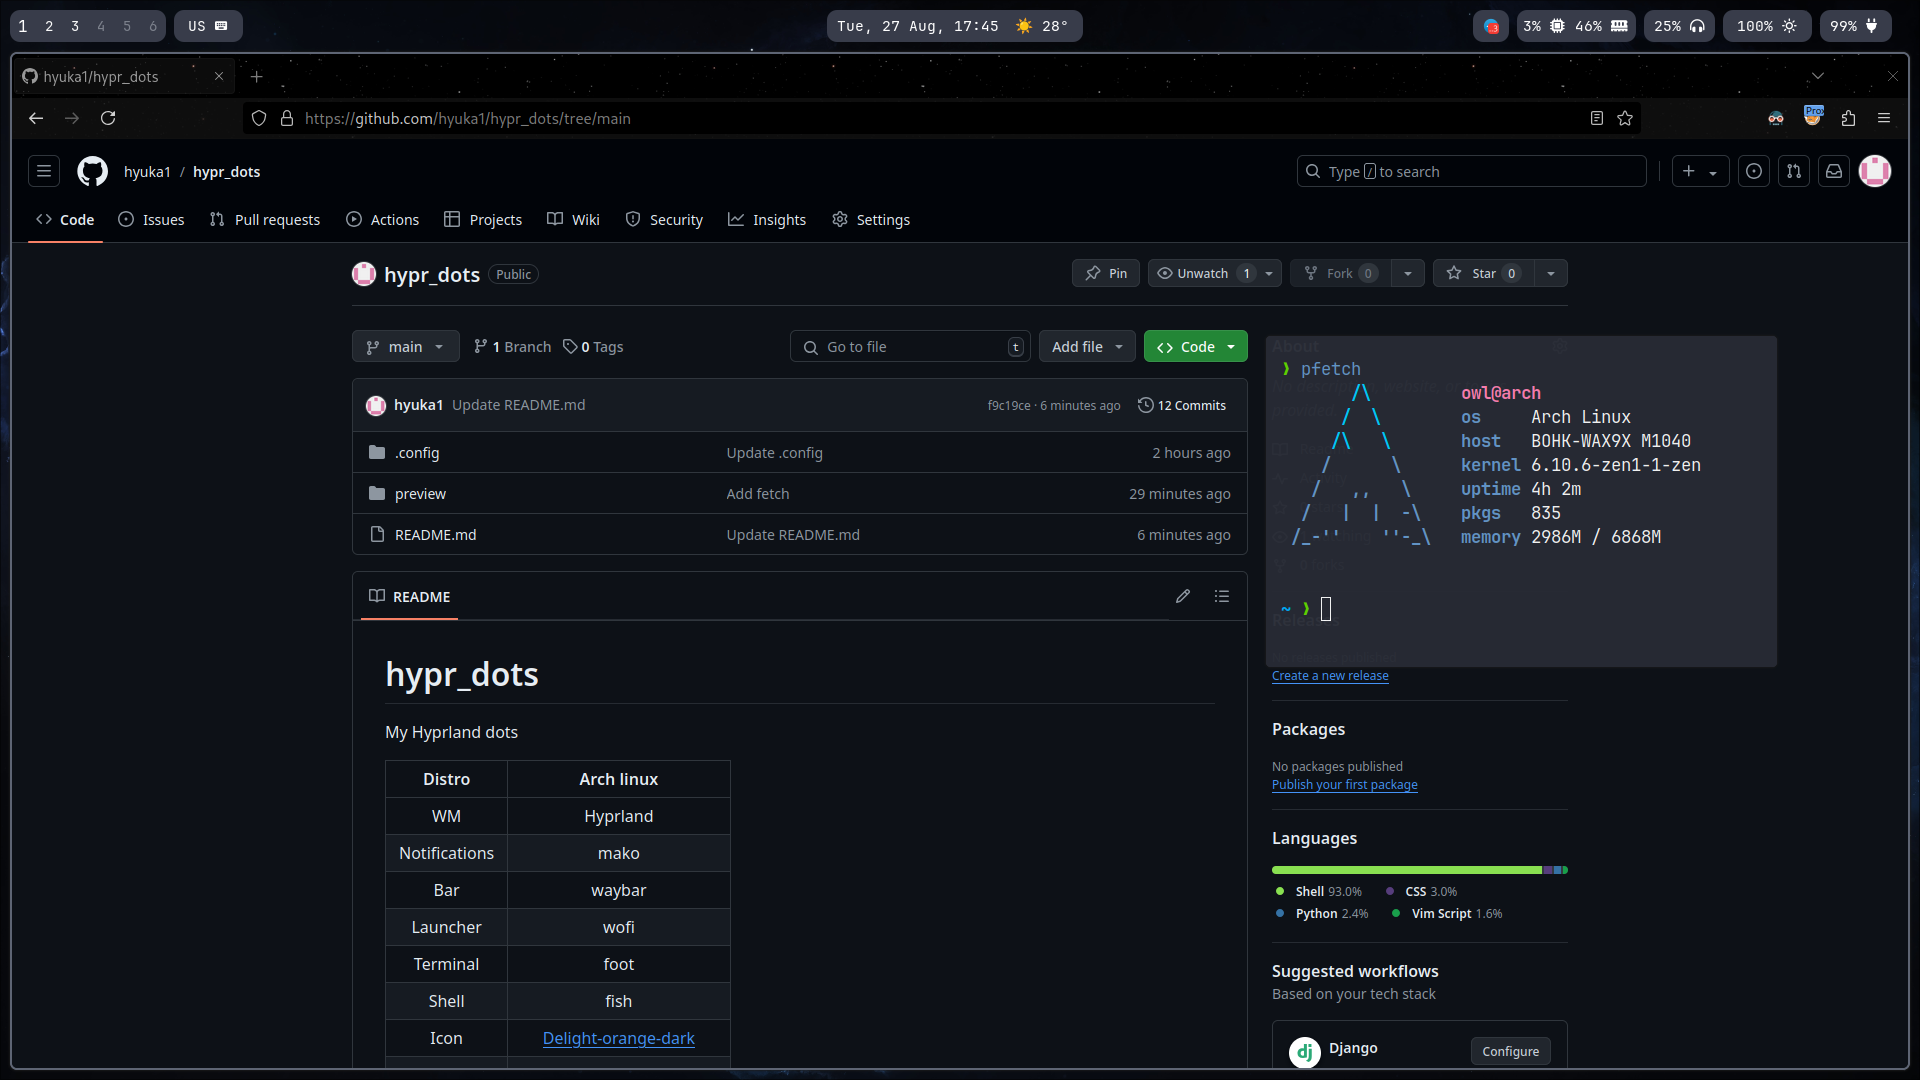 1 2 3 4 5 6 US Tue, 27 Aug, 17:45 28° 3% 46% 25% 100% 99%
hyuka1/hypr_dots
https://github.com/hyuka1/hypr_dots/tree/main
hyuka1 / hypr_dots Type / to search
Code Issues Pull requests Actions Projects Wiki Security Insights Settings
hypr_dots Public Pin Unwatch 1 Fork 0 Star 0
main 1 Branch 0 Tags Go to file t Add file Code
hyuka1 Update README.md f9c19ce · 6 minutes ago 12 Commits
.config Update .config 2 hours ago
preview Add fetch 29 minutes ago
README.md Update README.md 6 minutes ago
README
hypr_dots
My Hyprland dots
Distro Arch linux
WM Hyprland
Notifications mako
Bar waybar
Launcher wofi
Terminal foot
Shell fish
Icon Delight-orange-dark
About
❯ pfetch
owl@arch
os Arch Linux
host BOHK-WAX9X M1040
kernel 6.10.6-zen1-1-zen
uptime 4h 2m
pkgs 835
memory 2986M / 6868M
~ ❯
Releases
Create a new release
Packages
No packages published
Publish your first package
Languages
Shell 93.0% CSS 3.0%
Python 2.4% Vim Script 1.6%
Suggested workflows
Based on your tech stack
dj Django Configure